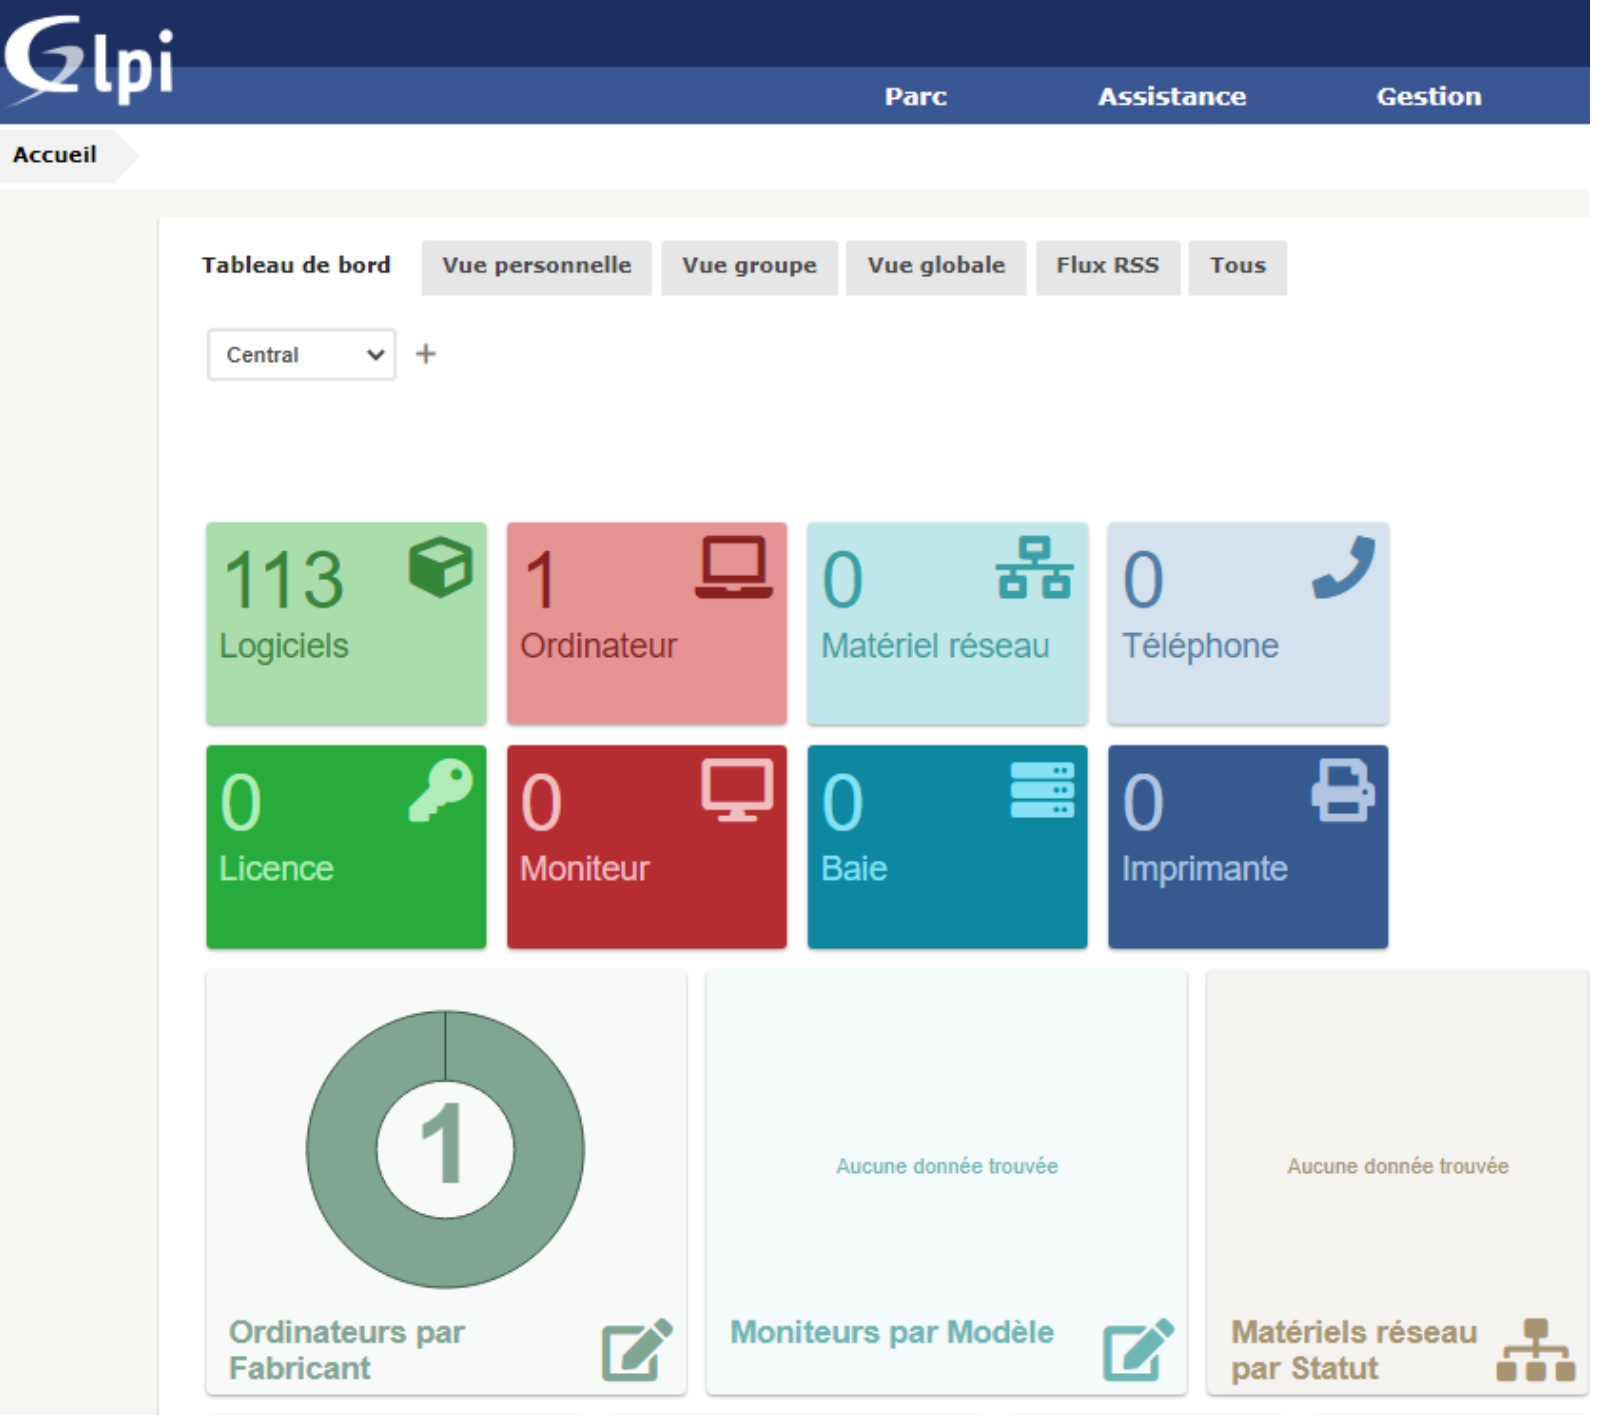 Glpi
Parc Assistance Gestion
Accueil
Tableau de bord Vue personnelle Vue groupe Vue globale Flux RSS Tous
Central +
113 1 0 0
Logiciels Ordinateur Matériel réseau Téléphone
0 0 0 0
Licence Moniteur Baie Imprimante
1
Aucune donnée trouvée Aucune donnée trouvée
Ordinateurs par
Fabricant
Moniteurs par Modèle
Matériels réseau
par Statut